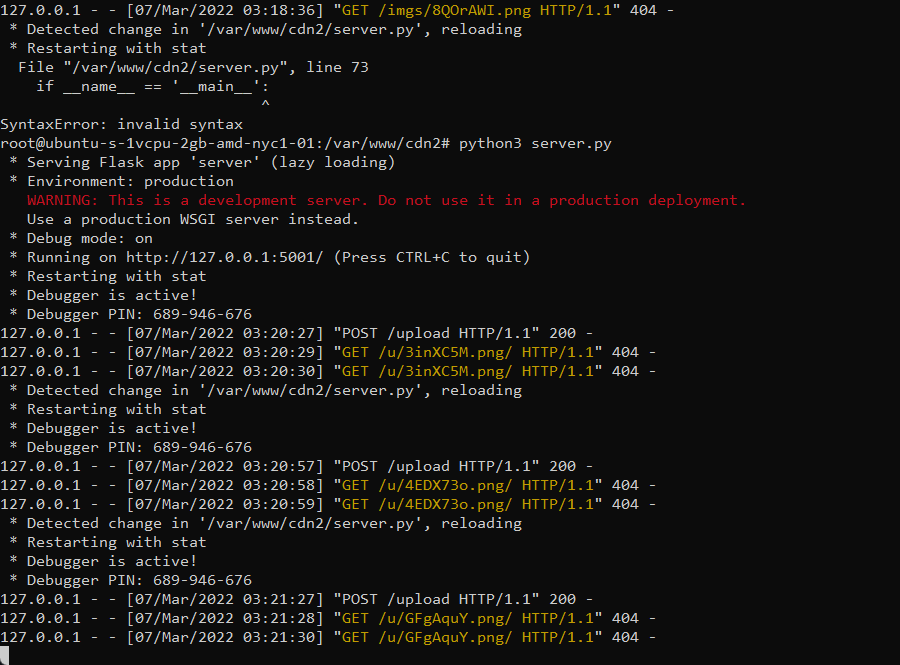 127.0.0.1 - - [07/Mar/2022 03:18:36] "GET /imgs/8QOrAWI.png HTTP/1.1" 404 -
 * Detected change in '/var/www/cdn2/server.py', reloading
 * Restarting with stat
  File "/var/www/cdn2/server.py", line 73
    if __name__ == '__main__':
                             ^
SyntaxError: invalid syntax
root@ubuntu-s-1vcpu-2gb-amd-nyc1-01:/var/www/cdn2# python3 server.py
 * Serving Flask app 'server' (lazy loading)
 * Environment: production
   WARNING: This is a development server. Do not use it in a production deployment.
   Use a production WSGI server instead.
 * Debug mode: on
 * Running on http://127.0.0.1:5001/ (Press CTRL+C to quit)
 * Restarting with stat
 * Debugger is active!
 * Debugger PIN: 689-946-676
127.0.0.1 - - [07/Mar/2022 03:20:27] "POST /upload HTTP/1.1" 200 -
127.0.0.1 - - [07/Mar/2022 03:20:29] "GET /u/3inXC5M.png/ HTTP/1.1" 404 -
127.0.0.1 - - [07/Mar/2022 03:20:30] "GET /u/3inXC5M.png/ HTTP/1.1" 404 -
 * Detected change in '/var/www/cdn2/server.py', reloading
 * Restarting with stat
 * Debugger is active!
 * Debugger PIN: 689-946-676
127.0.0.1 - - [07/Mar/2022 03:20:57] "POST /upload HTTP/1.1" 200 -
127.0.0.1 - - [07/Mar/2022 03:20:58] "GET /u/4EDX73o.png/ HTTP/1.1" 404 -
127.0.0.1 - - [07/Mar/2022 03:20:59] "GET /u/4EDX73o.png/ HTTP/1.1" 404 -
 * Detected change in '/var/www/cdn2/server.py', reloading
 * Restarting with stat
 * Debugger is active!
 * Debugger PIN: 689-946-676
127.0.0.1 - - [07/Mar/2022 03:21:27] "POST /upload HTTP/1.1" 200 -
127.0.0.1 - - [07/Mar/2022 03:21:28] "GET /u/GFgAquY.png/ HTTP/1.1" 404 -
127.0.0.1 - - [07/Mar/2022 03:21:30] "GET /u/GFgAquY.png/ HTTP/1.1" 404 -